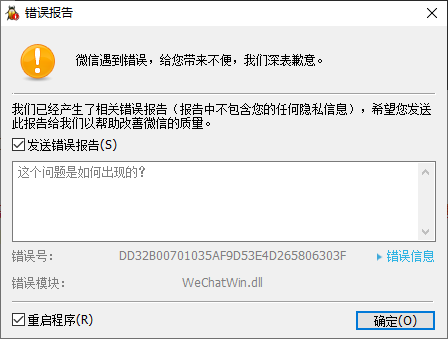 错误报告
微信遇到错误，给您带来不便，我们深表歉意。
我们已经产生了相关错误报告（报告中不包含您的任何隐私信息），希望您发送
此报告给我们以帮助改善微信的质量。
发送错误报告(S)
这个问题是如何出现的？
错误号： DD32B00701035AF9D53E4D265806303F 错误信息
错误模块： WeChatWin.dll
重启程序(R) 确定(O)